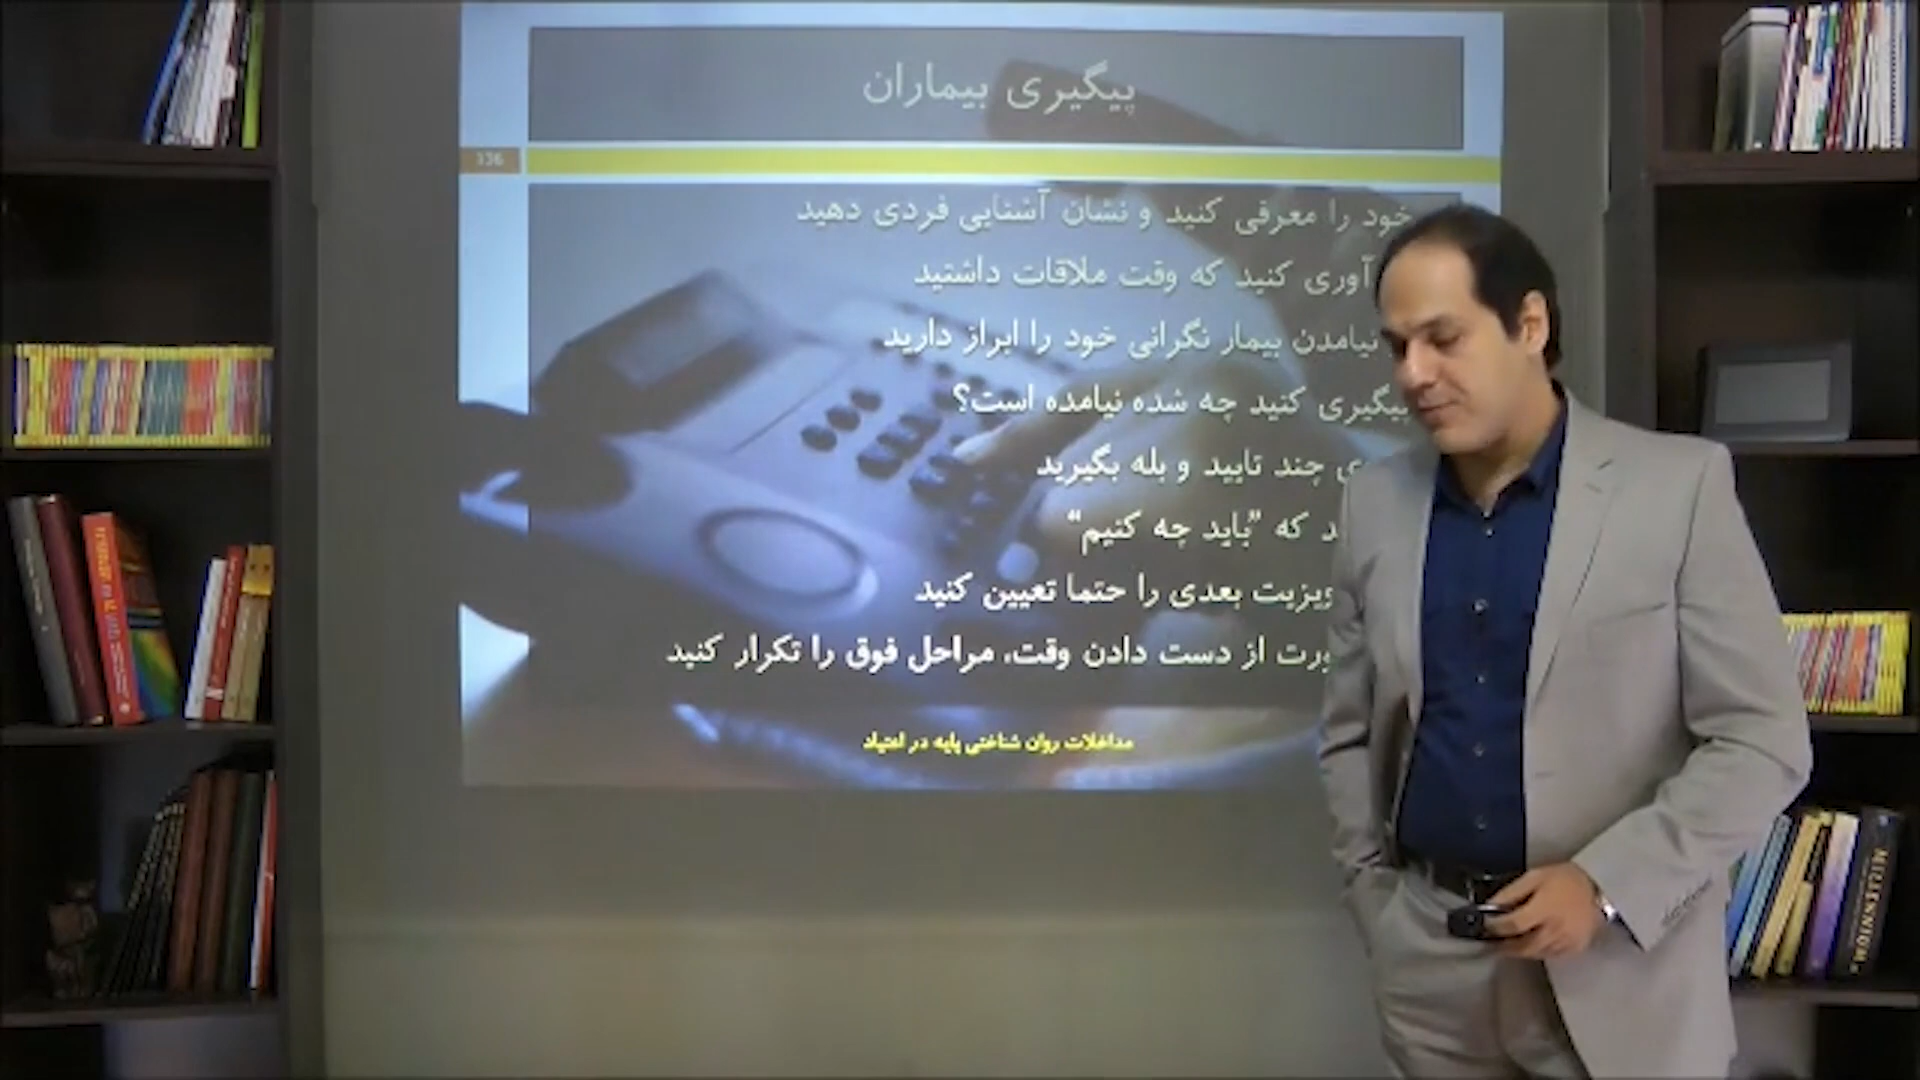 پیگیری بیماران
136
خود را معرفی کنید و نشان آشنایی فردی دهید
آوری کنید که وقت ملاقات داشتید
نیامدن بیمار نگرانی خود را ابراز دارید
پیگیری کنید چه شده نیامده است؟
چند تایید و بله بگیرید
که "باید چه کنیم"
ویزیت بعدی را حتما تعیین کنید
از دست دادن وقت، مراحل فوق را تکرار کنید
مداخلات روان شناختی پایه در اعتیاد
MILLENNIUM